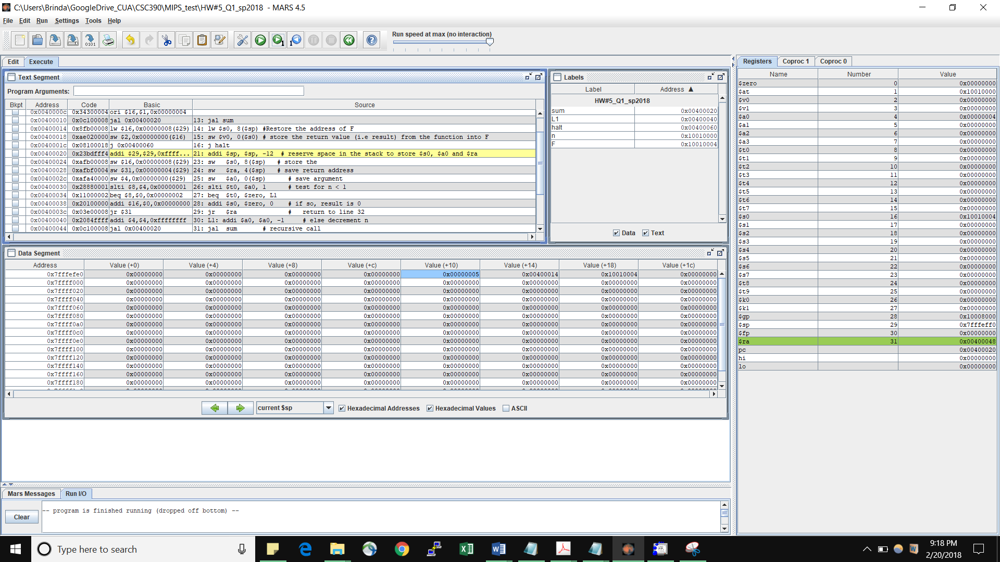 C:\Users\Brinda\GoogleDrive_CUA\CSC390\MIPS_test\HW#5_Q1_sp2018 - MARS 4.5
File Edit Run Settings Tools Help
Run speed at max (no interaction)
Edit Execute
Text Segment
Program Arguments:
Bkpt Address Code Basic Source
0x0040000c 0x34300004 ori $16,$1,0x00000004
0x00400010 0x0c100008 jal 0x00400020 13: jal sum
0x00400014 0x8fb00008 lw $16,0x00000008($29) 14: lw $s0, 8($sp) #Restore the address of F
0x00400018 0xae020000 sw $2,0x00000000($16) 15: sw $v0, 0($s0) # store the return value (i.e result) from the function into F
0x0040001c 0x08100018 j 0x00400060 16: j halt
0x00400020 0x23bdfff4 addi $29,$29,0xffff... 21: addi $sp, $sp, -12 # reserve space in the stack to store $s0, $a0 and $ra
0x00400024 0xafb00008 sw $16,0x00000008($29) 23: sw $s0, 8($sp) # store the
0x00400028 0xafbf0004 sw $31,0x00000004($29) 24: sw $ra, 4($sp) # save return address
0x0040002c 0xafa40000 sw $4,0x00000000($29) 25: sw $a0, 0($sp) # save argument
0x00400030 0x28880001 slti $8,$4,0x00000001 26: slti $t0, $a0, 1 # test for n < 1
0x00400034 0x11000002 beq $8,$0,0x00000002 27: beq $t0, $zero, L1
0x00400038 0x20100000 addi $16,$0,0x00000000 28: addi $s0, $zero, 0 # if so, result is 0
0x0040003c 0x03e00008 jr $31 29: jr $ra # return to line 32
0x00400040 0x2084ffff addi $4,$4,0xffffffff 30: L1: addi $a0, $a0, -1 # else decrement n
0x00400044 0x0c100008 jal 0x00400020 31: jal sum # recursive call
Labels
Label Address ▲
HW#5_Q1_sp2018
sum 0x00400020
L1 0x00400040
halt 0x00400060
n 0x10010000
F 0x10010004
Data Text
Data Segment
Address Value (+0) Value (+4) Value (+8) Value (+c) Value (+10) Value (+14) Value (+18) Value (+1c)
0x7fffefe0 0x00000000 0x00000000 0x00000000 0x00000000 0x00000005 0x00400014 0x10010004 0x00000000
0x7ffff000 0x00000000 0x00000000 0x00000000 0x00000000 0x00000000 0x00000000 0x00000000 0x00000000
0x7ffff020 0x00000000 0x00000000 0x00000000 0x00000000 0x00000000 0x00000000 0x00000000 0x00000000
0x7ffff040 0x00000000 0x00000000 0x00000000 0x00000000 0x00000000 0x00000000 0x00000000 0x00000000
0x7ffff060 0x00000000 0x00000000 0x00000000 0x00000000 0x00000000 0x00000000 0x00000000 0x00000000
0x7ffff080 0x00000000 0x00000000 0x00000000 0x00000000 0x00000000 0x00000000 0x00000000 0x00000000
0x7ffff0a0 0x00000000 0x00000000 0x00000000 0x00000000 0x00000000 0x00000000 0x00000000 0x00000000
0x7ffff0c0 0x00000000 0x00000000 0x00000000 0x00000000 0x00000000 0x00000000 0x00000000 0x00000000
0x7ffff0e0 0x00000000 0x00000000 0x00000000 0x00000000 0x00000000 0x00000000 0x00000000 0x00000000
0x7ffff100 0x00000000 0x00000000 0x00000000 0x00000000 0x00000000 0x00000000 0x00000000 0x00000000
0x7ffff120 0x00000000 0x00000000 0x00000000 0x00000000 0x00000000 0x00000000 0x00000000 0x00000000
0x7ffff140 0x00000000 0x00000000 0x00000000 0x00000000 0x00000000 0x00000000 0x00000000 0x00000000
0x7ffff160 0x00000000 0x00000000 0x00000000 0x00000000 0x00000000 0x00000000 0x00000000 0x00000000
0x7ffff180 0x00000000 0x00000000 0x00000000 0x00000000 0x00000000 0x00000000 0x00000000 0x00000000
current $sp Hexadecimal Addresses Hexadecimal Values ASCII
Mars Messages Run I/O
Clear
-- program is finished running (dropped off bottom) --
Registers Coproc 1 Coproc 0
Name Number Value
$zero 0 0x00000000
$at 1 0x10010000
$v0 2 0x00000000
$v1 3 0x00000000
$a0 4 0x00000004
$a1 5 0x00000000
$a2 6 0x00000000
$a3 7 0x00000000
$t0 8 0x00000000
$t1 9 0x00000000
$t2 10 0x00000000
$t3 11 0x00000000
$t4 12 0x00000000
$t5 13 0x00000000
$t6 14 0x00000000
$t7 15 0x00000000
$s0 16 0x10010004
$s1 17 0x00000000
$s2 18 0x00000000
$s3 19 0x00000000
$s4 20 0x00000000
$s5 21 0x00000000
$s6 22 0x00000000
$s7 23 0x00000000
$t8 24 0x00000000
$t9 25 0x00000000
$k0 26 0x00000000
$k1 27 0x00000000
$gp 28 0x10008000
$sp 29 0x7fffeff0
$fp 30 0x00000000
$ra 31 0x00400048
pc 0x00400020
hi 0x00000000
lo 0x00000000
Type here to search
9:18 PM
2/20/2018